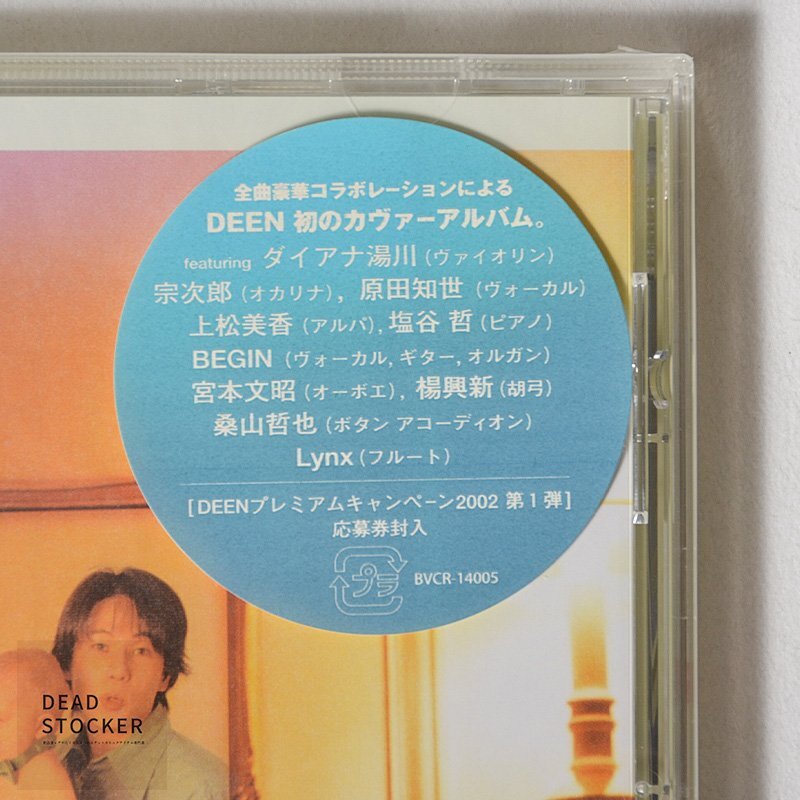 全曲豪華コラボレーションによる
DEEN 初のカヴァーアルバム。
featuring ダイアナ湯川(ヴァイオリン)
宗次郎(オカリナ), 原田知世(ヴォーカル)
上松美香(アルパ), 塩谷 哲(ピアノ)
BEGIN(ヴォーカル, ギター, オルガン)
宮本文昭(オーボエ), 楊興新(胡弓)
桑山哲也(ボタン アコーディオン)
Lynx(フルート)
[DEENプレミアムキャンペーン2002 第1弾]
応募券封入
プラ
BVCR-14005
DEAD
STOCKER